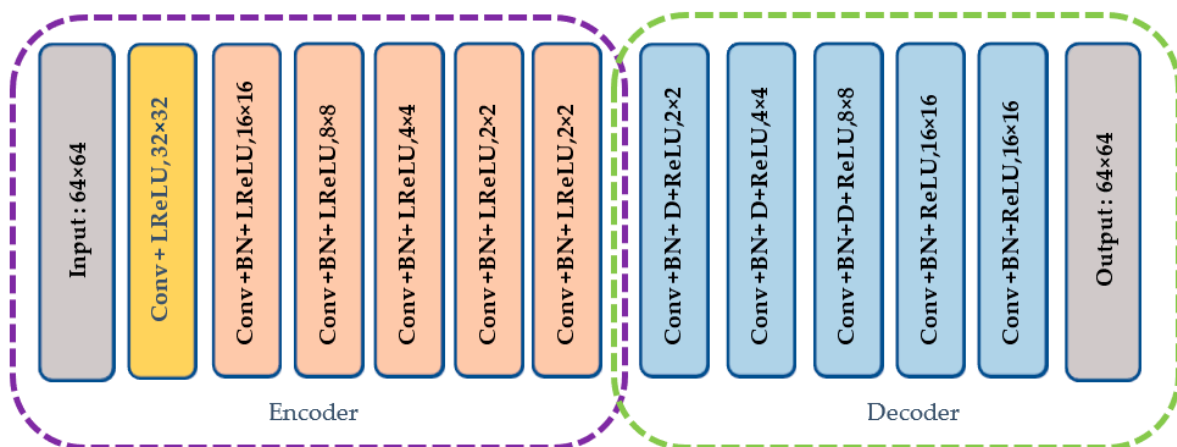 Input : 64×64
Conv + LReLU, 32×32
Conv +BN+ LReLU,16×16
Conv +BN+ LReLU,8×8
Conv +BN+ LReLU,4×4
Conv +BN+ LReLU,2×2
Conv +BN+ LReLU,2×2
Conv +BN+ D+ReLU,2×2
Conv +BN+ D+ReLU,4×4
Conv +BN+D+ReLU,8×8
Conv +BN+ ReLU,16×16
Conv +BN+ReLU,16×16
Output : 64×64
Encoder
Decoder